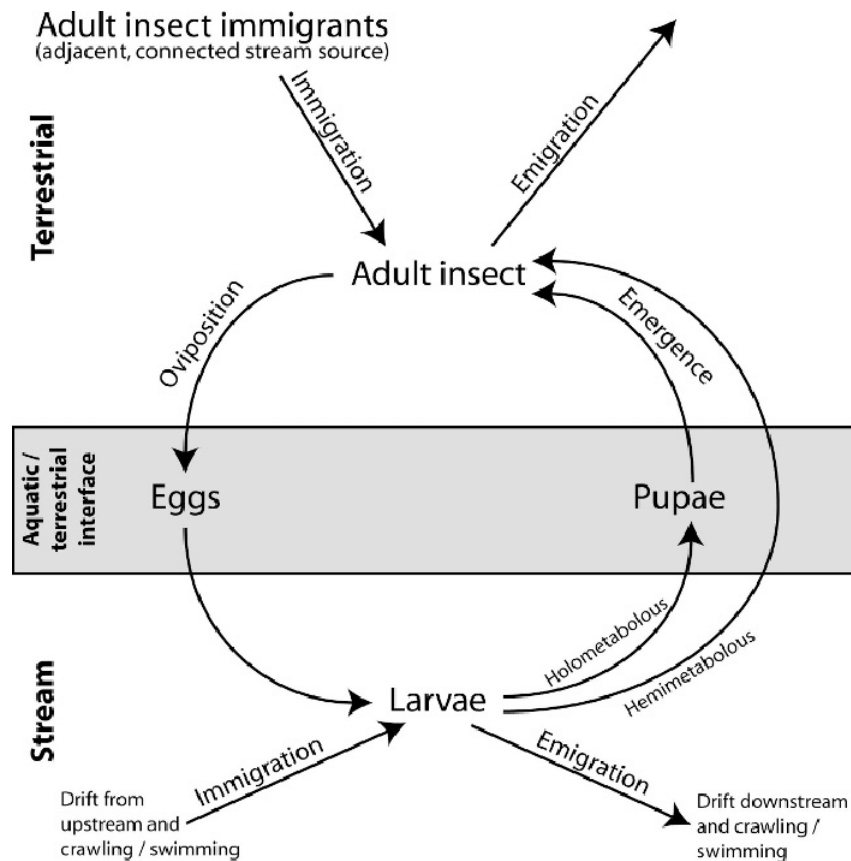 Adult insect immigrants
(adjacent, connected stream source)
Terrestrial
Immigration
Emigration
Adult insect
Oviposition
Emergence
Aquatic /
terrestrial
interface
Eggs
Pupae
Holometabolous
Hemimetabolous
Stream
Larvae
Immigration
Emigration
Drift from
upstream and
crawling / swimming
Drift downstream
and crawling /
swimming